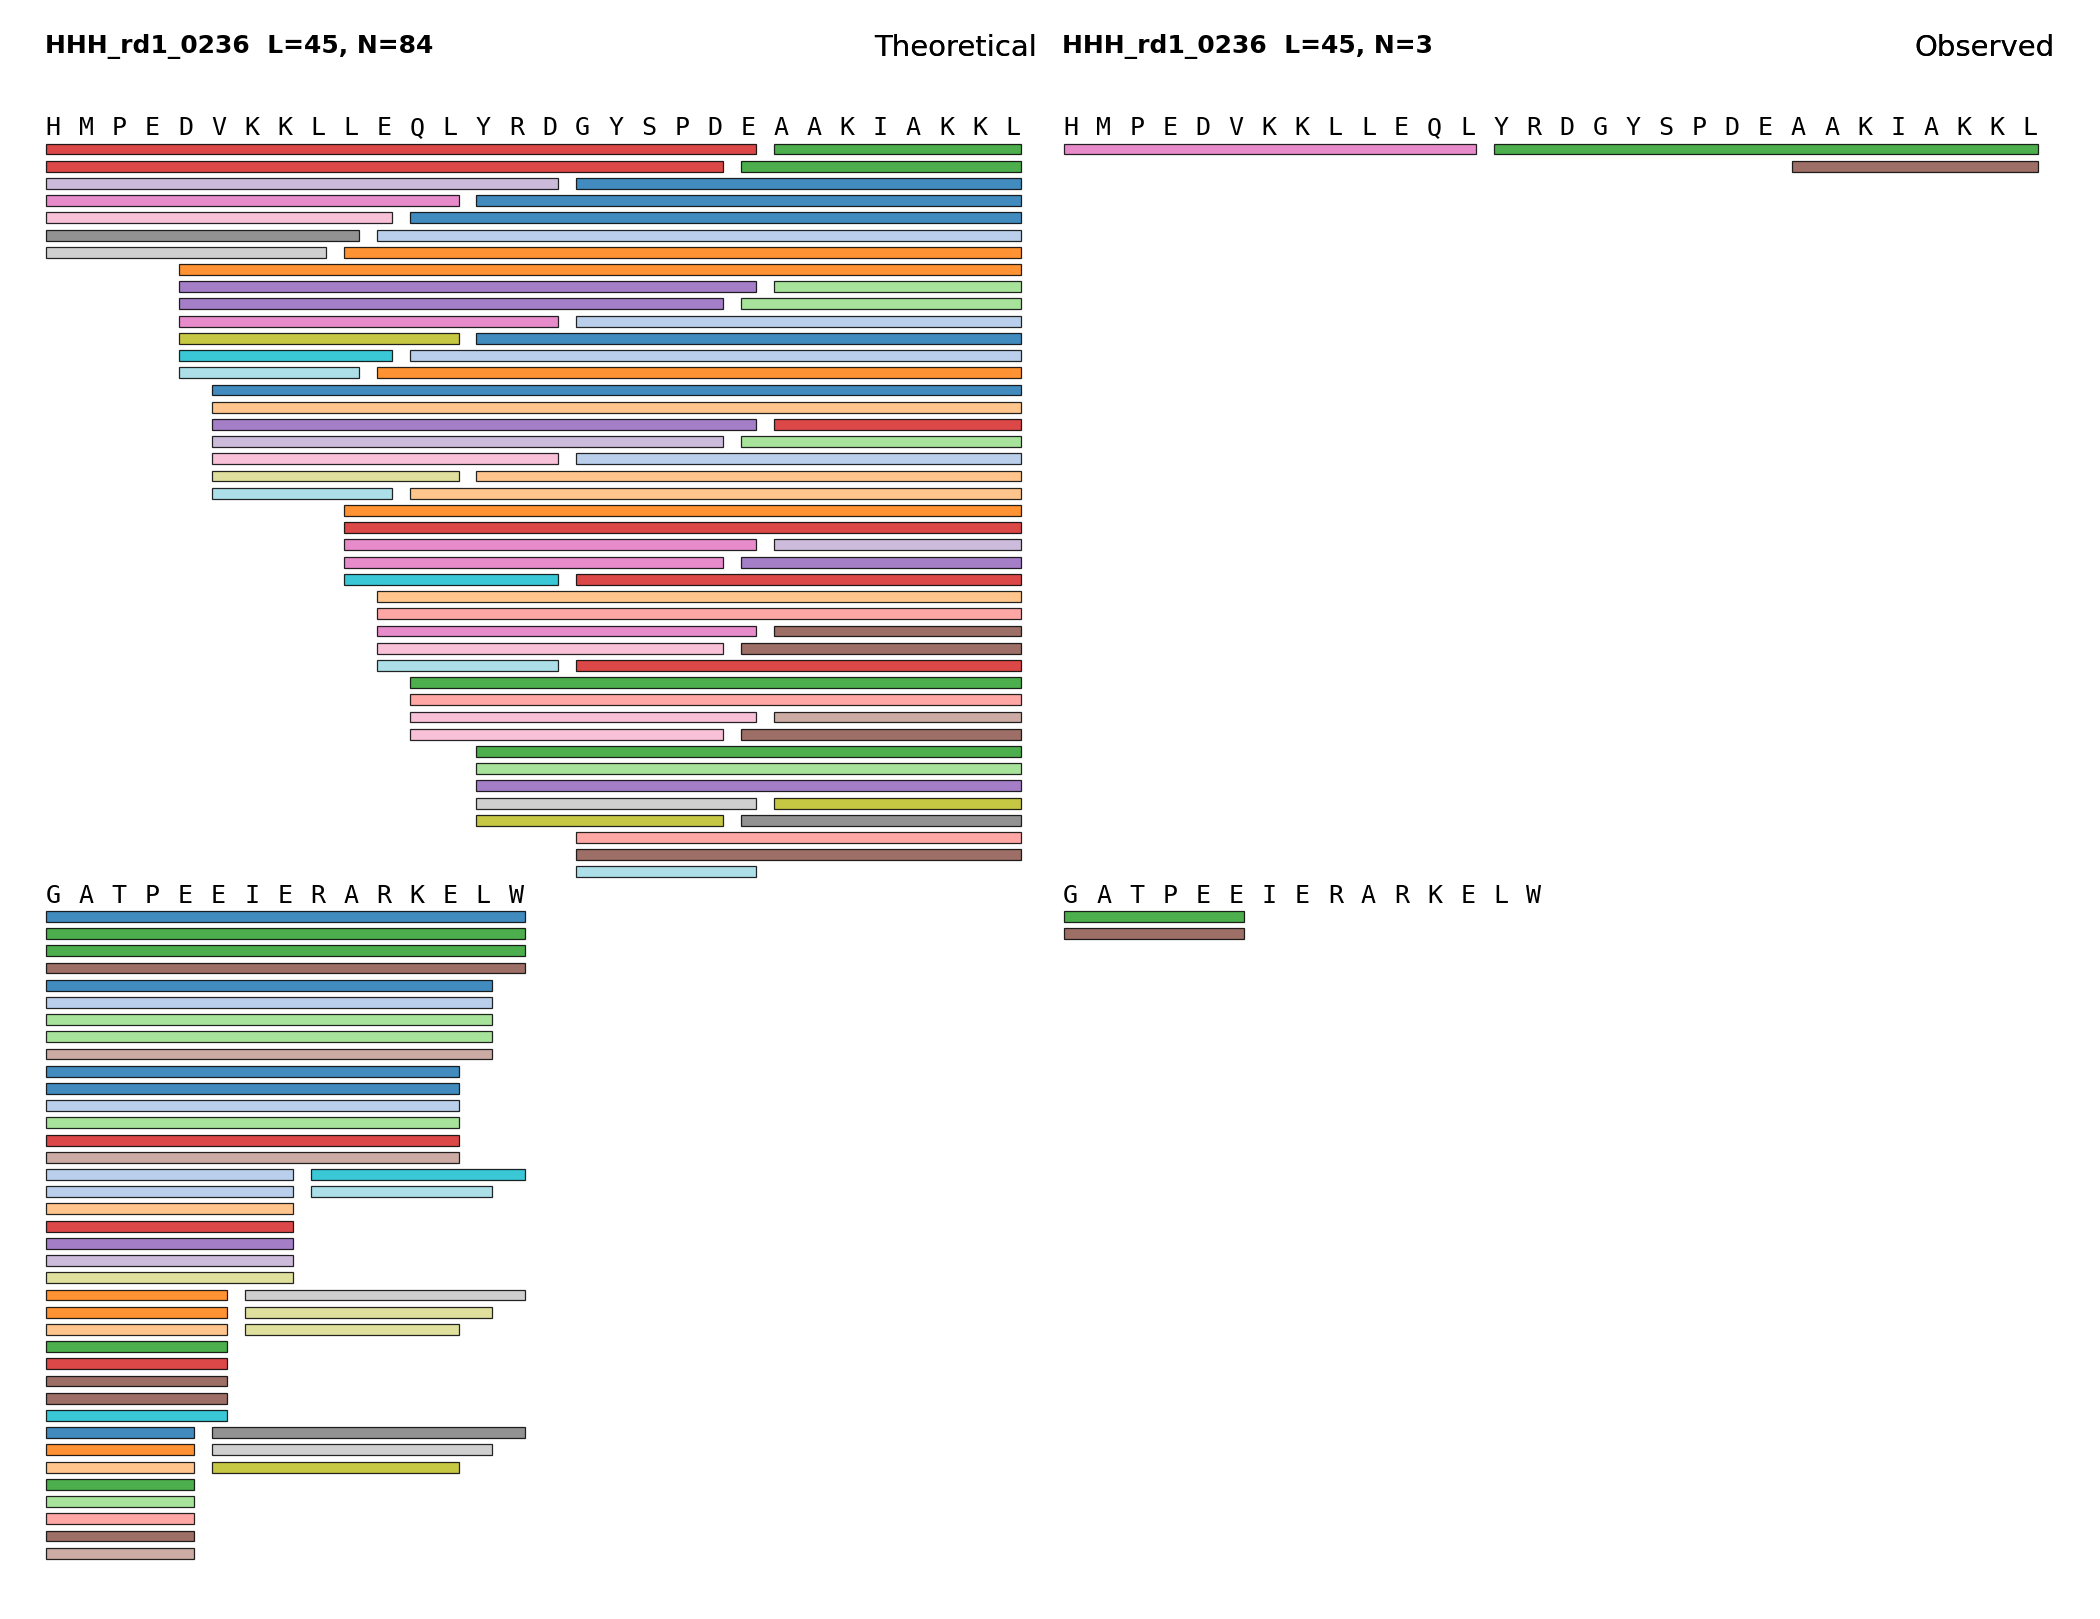 HHH_rd1_0236 L=45, N=84
Theoretical
HHH_rd1_0236 L=45, N=3
Observed
H M P E D V K K L L E Q L Y R D G Y S P D E A A K I A K K L
H M P E D V K K L L E Q L Y R D G Y S P D E A A K I A K K L
G A T P E E I E R A R K E L W
G A T P E E I E R A R K E L W